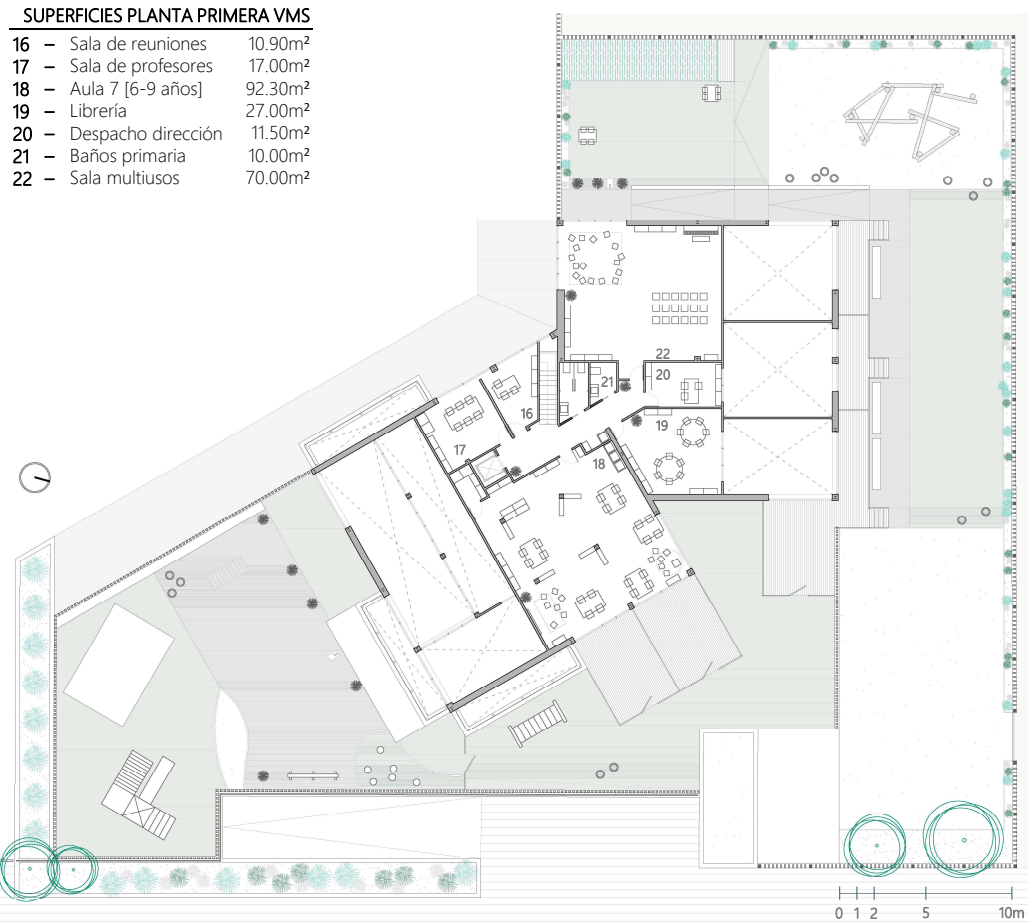 SUPERFICIES PLANTA PRIMERA VMS
16 – Sala de reuniones 10.90m²
17 – Sala de profesores 17.00m²
18 – Aula 7 [6-9 años] 92.30m²
19 – Librería 27.00m²
20 – Despacho dirección 11.50m²
21 – Baños primaria 10.00m²
22 – Sala multiusos 70.00m²
22
20
21
16
19
17
18
0 1 2 5 10m